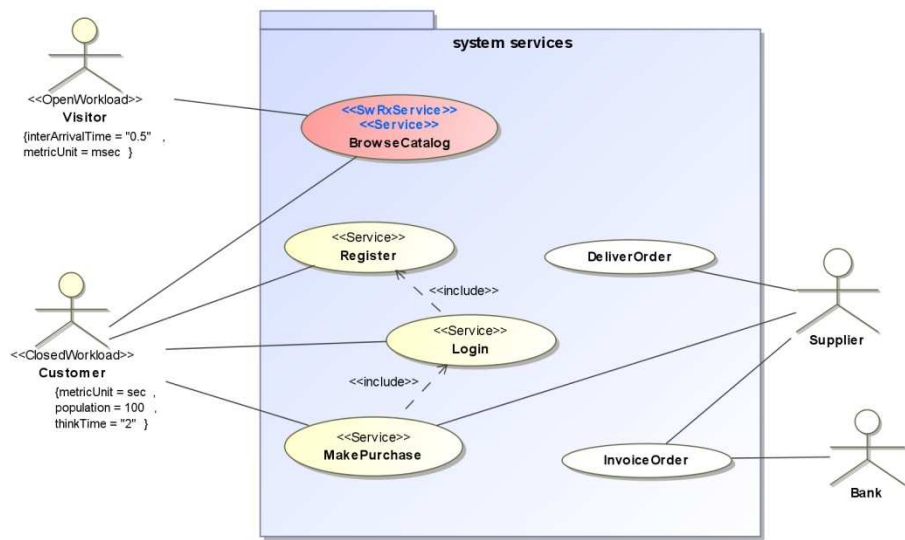 system services
<<OpenWorkload>>
Visitor
{interArrivalTime = "0.5" ,
metricUnit = msec }
<<SwRxService>>
<<Service>>
BrowseCatalog
<<Service>>
Register
DeliverOrder
<<include>>
<<Service>>
Login
<<ClosedWorkload>>
Customer
{metricUnit = sec ,
population = 100 ,
thinkTime = "2" }
Supplier
<<include>>
<<Service>>
MakePurchase
InvoiceOrder
Bank